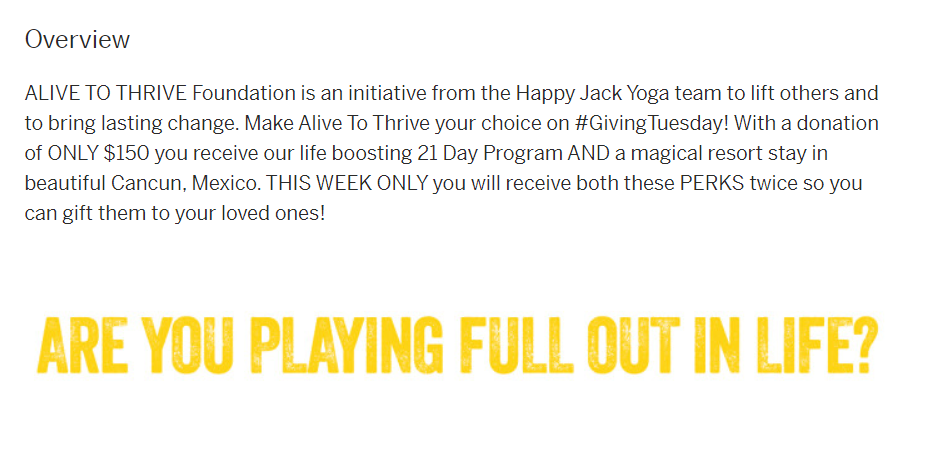 Overview
ALIVE TO THRIVE Foundation is an initiative from the Happy Jack Yoga team to lift others and
to bring lasting change. Make Alive To Thrive your choice on #GivingTuesday! With a donation
of ONLY $150 you receive our life boosting 21 Day Program AND a magical resort stay in
beautiful Cancun, Mexico. THIS WEEK ONLY you will receive both these PERKS twice so you
can gift them to your loved ones!
ARE YOU PLAYING FULL OUT IN LIFE?